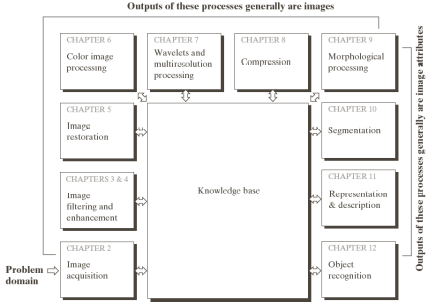 Outputs of these processes generally are images
CHAPTER 6
Color image
processing
CHAPTER 7
Wavelets and
multiresolution
processing
CHAPTER 8
Compression
CHAPTER 9
Morphological
processing
CHAPTER 5
Image
restoration
CHAPTERS 3 & 4
Image
filtering and
enhancement
CHAPTER 2
Image
acquisition
Problem
domain
Knowledge base
CHAPTER 10
Segmentation
CHAPTER 11
Representation
& description
CHAPTER 12
Object
recognition
Outputs of these processes generally are image attributes